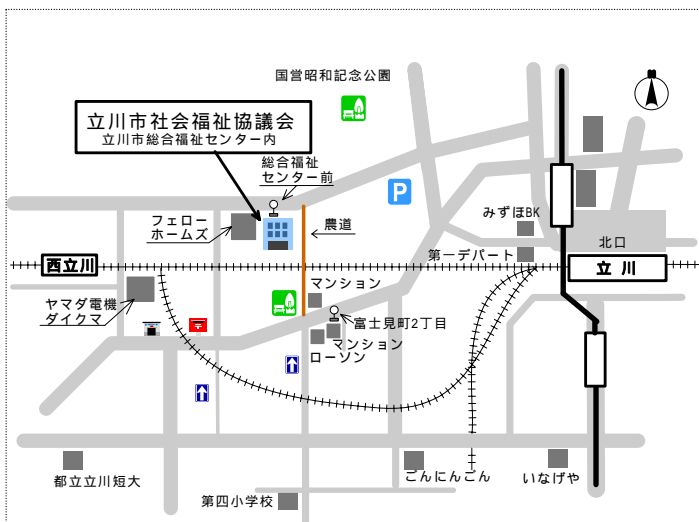 国営昭和記念公園
立川市社会福祉協議会
立川市総合福祉センター内
総合福祉
センター前
P
フェロー
ホームズ
農道
みずほBK
北口
第一デパート
西立川
立川
マンション
ヤマダ電機
ダイクマ
富士見町2丁目
マンション
ローソン
都立立川短大
ごんにんごん
いなげや
第四小学校